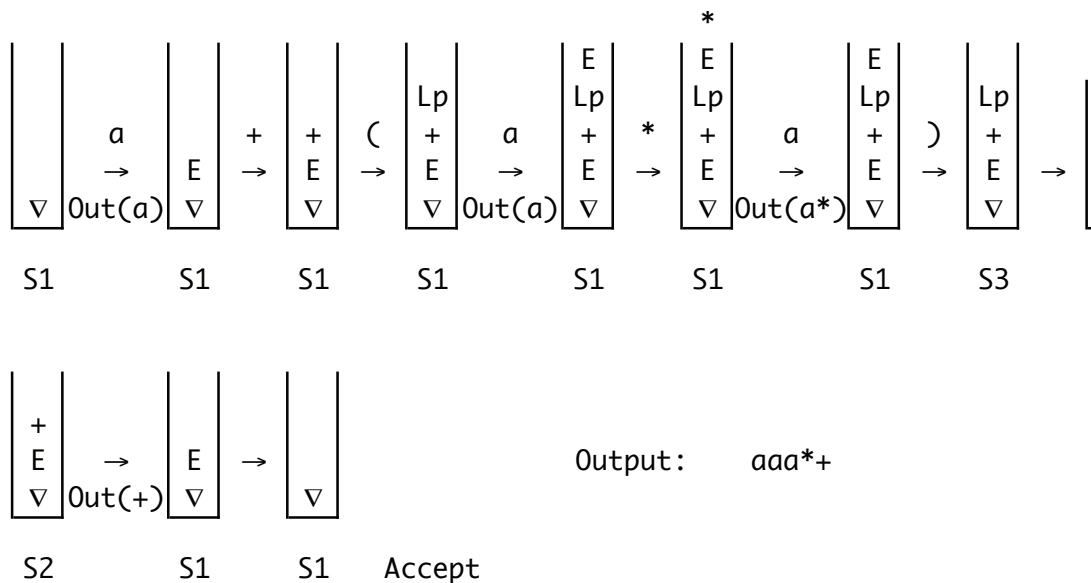 *
E E E
Lp Lp Lp Lp Lp
a + + ( + a + * + a + ) +
→ E → E → E → E → E → E → E →
∇ Out(a) ∇ ∇ ∇ Out(a) ∇ ∇ Out(a*) ∇ ∇
S1 S1 S1 S1 S1 S1 S1 S3
+
E → E → Output: aaa*+
∇ Out(+) ∇ ∇
S2 S1 S1 Accept